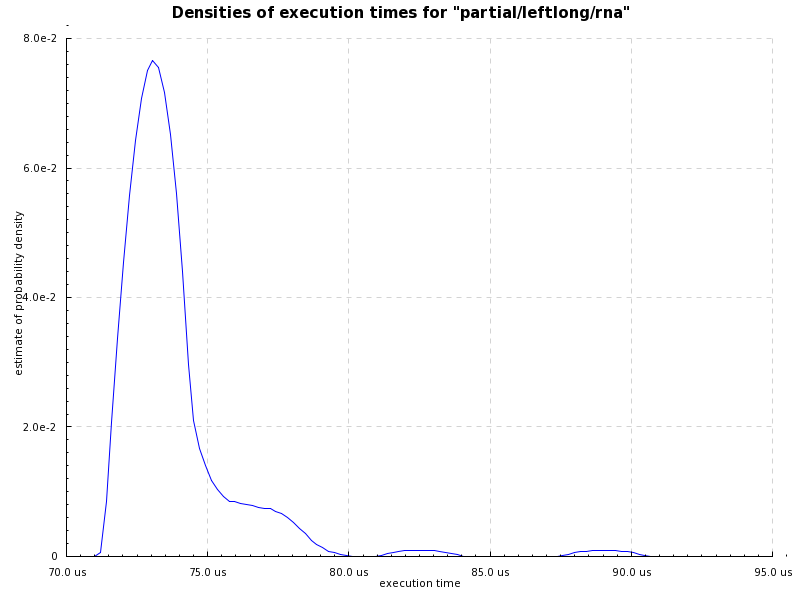 Densities of execution times for "partial/leftlong/rna"
8.0e-2
6.0e-2
4.0e-2
2.0e-2
0
estimate of probability density
70.0 us
75.0 us
80.0 us
85.0 us
90.0 us
95.0 us
execution time